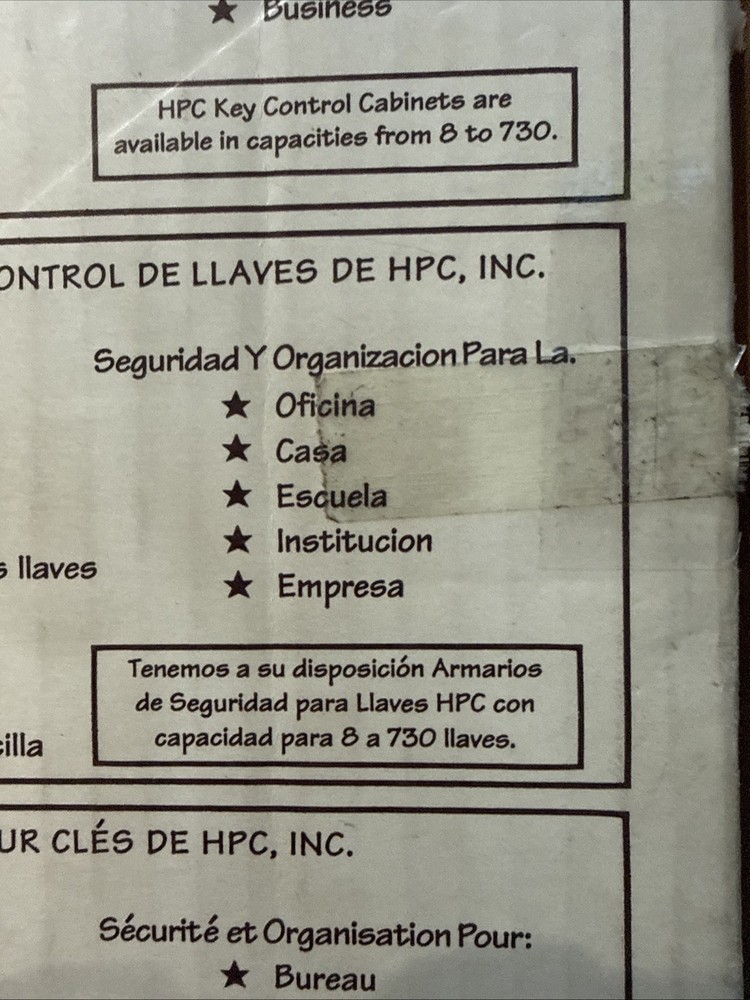 ★ Business
HPC Key Control Cabinets are
available in capacities from 8 to 730.
CONTROL DE LLAVES DE HPC, INC.
Seguridad Y Organizacion Para La.
★ Oficina
★ Casa
★ Escuela
★ Institucion
s llaves
★ Empresa
Tenemos a su disposición Armarios
de Seguridad para Llaves HPC con
capacidad para 8 a 730 llaves.
cilla
UR CLÉS DE HPC, INC.
Sécurité et Organisation Pour:
★ Bureau